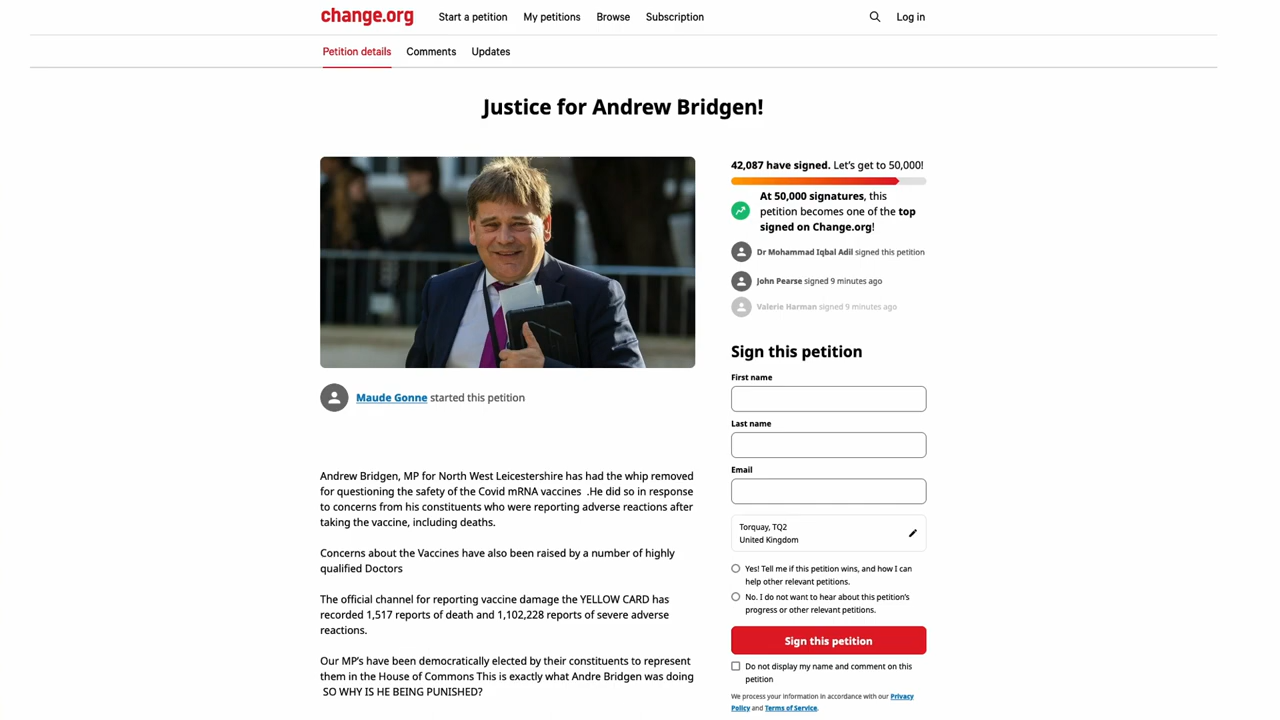 change.org
Start a petition
My petitions
Browse
Subscription
Log in
Petition details
Comments
Updates
Justice for Andrew Bridgen!
42,087 have signed. Let's get to 50,000!
At 50,000 signatures, this
petition becomes one of the top
signed on Change.org!
Dr Mohammad Iqbal Adil signed this petition
John Pearse signed 9 minutes ago
Valerie Harman signed 9 minutes ago
Maude Gonne started this petition
Andrew Bridgen, MP for North West Leicestershire has had the whip removed
for questioning the safety of the Covid mRNA vaccines  .He did so in response
to concerns from his constituents who were reporting adverse reactions after
taking the vaccine, including deaths.
Concerns about the Vaccines have also been raised by a number of highly
qualified Doctors
The official channel for reporting vaccine damage the YELLOW CARD has
recorded 1,517 reports of death and 1,102,228 reports of severe adverse
reactions.
Our MP's have been democratically elected by their constituents to represent
them in the House of Commons This is exactly what Andre Bridgen was doing
SO WHY IS HE BEING PUNISHED?
Sign this petition
First name
Last name
Email
Torquay, TQ2
United Kingdom
Yes! Tell me if this petition wins, and how I can
help other relevant petitions.
No. I do not want to hear about this petition's
progress or other relevant petitions.
Sign this petition
Do not display my name and comment on this
petition
We process your information in accordance with our Privacy
Policy and Terms of Service.